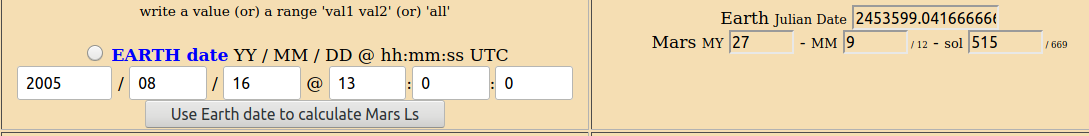 write a value (or) a range 'val1 val2' (or) 'all'
EARTH date YY / MM / DD @ hh:mm:ss UTC
2005 / 08 / 16 @ 13 : 0 : 0
Use Earth date to calculate Mars Ls
Earth Julian Date 2453599.041666666
Mars MY 27 - MM 9 / 12 - sol 515 / 669